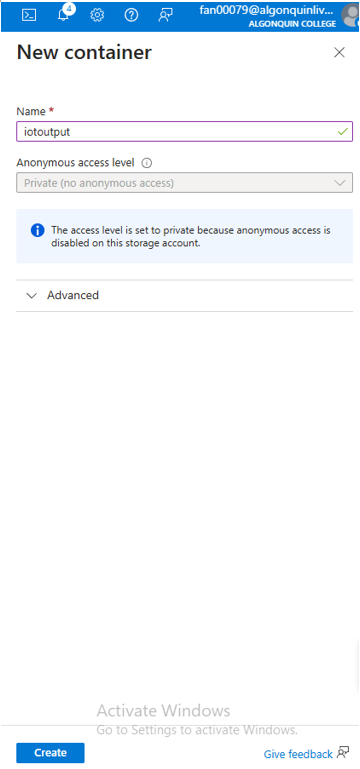 4
fan00079@algonquinliv...
ALGONQUIN COLLEGE
New container
Name *
iotoutput
Anonymous access level
Private (no anonymous access)
The access level is set to private because anonymous access is
disabled on this storage account.
Advanced
Activate Windows
Go to Settings to activate Windows.
Create
Give feedback